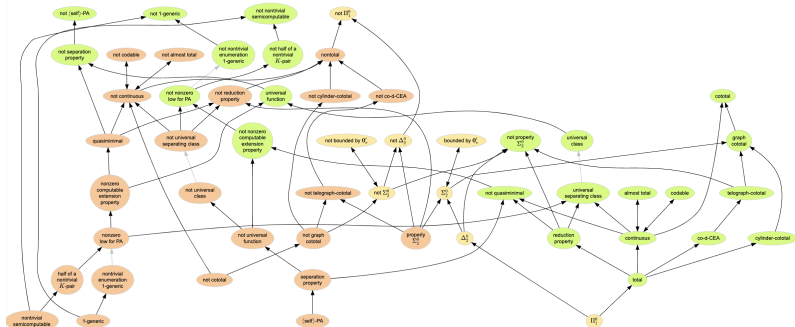 not ⟨self⟩-PA
not 1-generic
not nontrivial
semicomputable
not Π⁰₁
not separation
property
not codable
not almost total
not nontrivial
enumeration
1-generic
not half of a
nontrivial
K-pair
nontotal
not continuous
not nonzero
low for PA
not reduction
property
universal
function
not cylinder-cototal
not co-d-CEA
cototal
quasiminimal
not universal
separating class
not nonzero
computable
extension
property
not bounded by 0′ₑ
not Δ⁰₂
bounded by 0′ₑ
not property
Σ⁰₂
universal
class
graph
cototal
nonzero
computable
extension
property
not universal
class
not telegraph-cototal
not Σ⁰₂
Σ⁰₂
not quasiminimal
universal
separating class
almost total
codable
telegraph-cototal
nonzero
low for PA
not universal
function
not graph
cototal
property
Σ⁰₂
Δ⁰₂
reduction
property
continuous
co-d-CEA
cylinder-cototal
half of a
nontrivial
K-pair
nontrivial
enumeration
1-generic
not cototal
separation
property
total
nontrivial
semicomputable
1-generic
⟨self⟩-PA
Π⁰₁